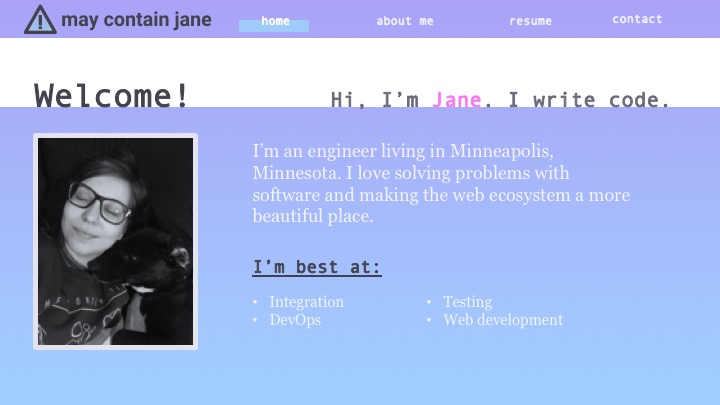 may contain jane
home
about me
resume
contact
Welcome!
Hi, I’m Jane. I write code.
I’m an engineer living in Minneapolis,
Minnesota. I love solving problems with
software and making the web ecosystem a more
beautiful place.
I’m best at:
• Integration
• DevOps
• Testing
• Web development